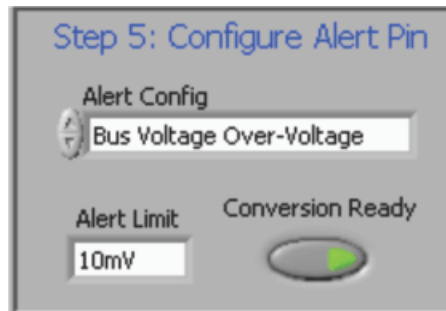 Step 5: Configure Alert Pin
Alert Config
Bus Voltage Over-Voltage
Alert Limit
Conversion Ready
10mV